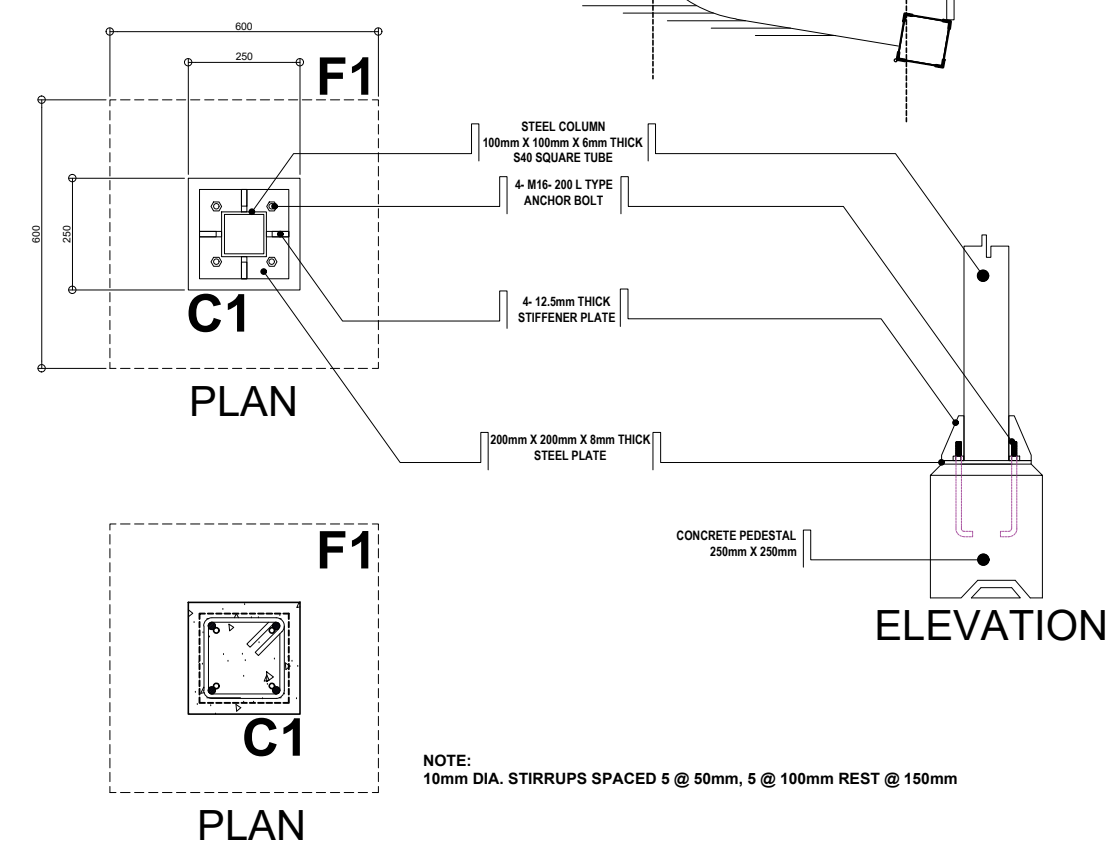 600
250
F1
600
250
C1
PLAN
STEEL COLUMN
100mm X 100mm X 6mm THICK
S40 SQUARE TUBE
4- M16- 200 L TYPE
ANCHOR BOLT
4- 12.5mm THICK
STIFFENER PLATE
200mm X 200mm X 8mm THICK
STEEL PLATE
CONCRETE PEDESTAL
250mm X 250mm
ELEVATION
F1
C1
PLAN
NOTE:
10mm DIA. STIRRUPS SPACED 5 @ 50mm, 5 @ 100mm REST @ 150mm